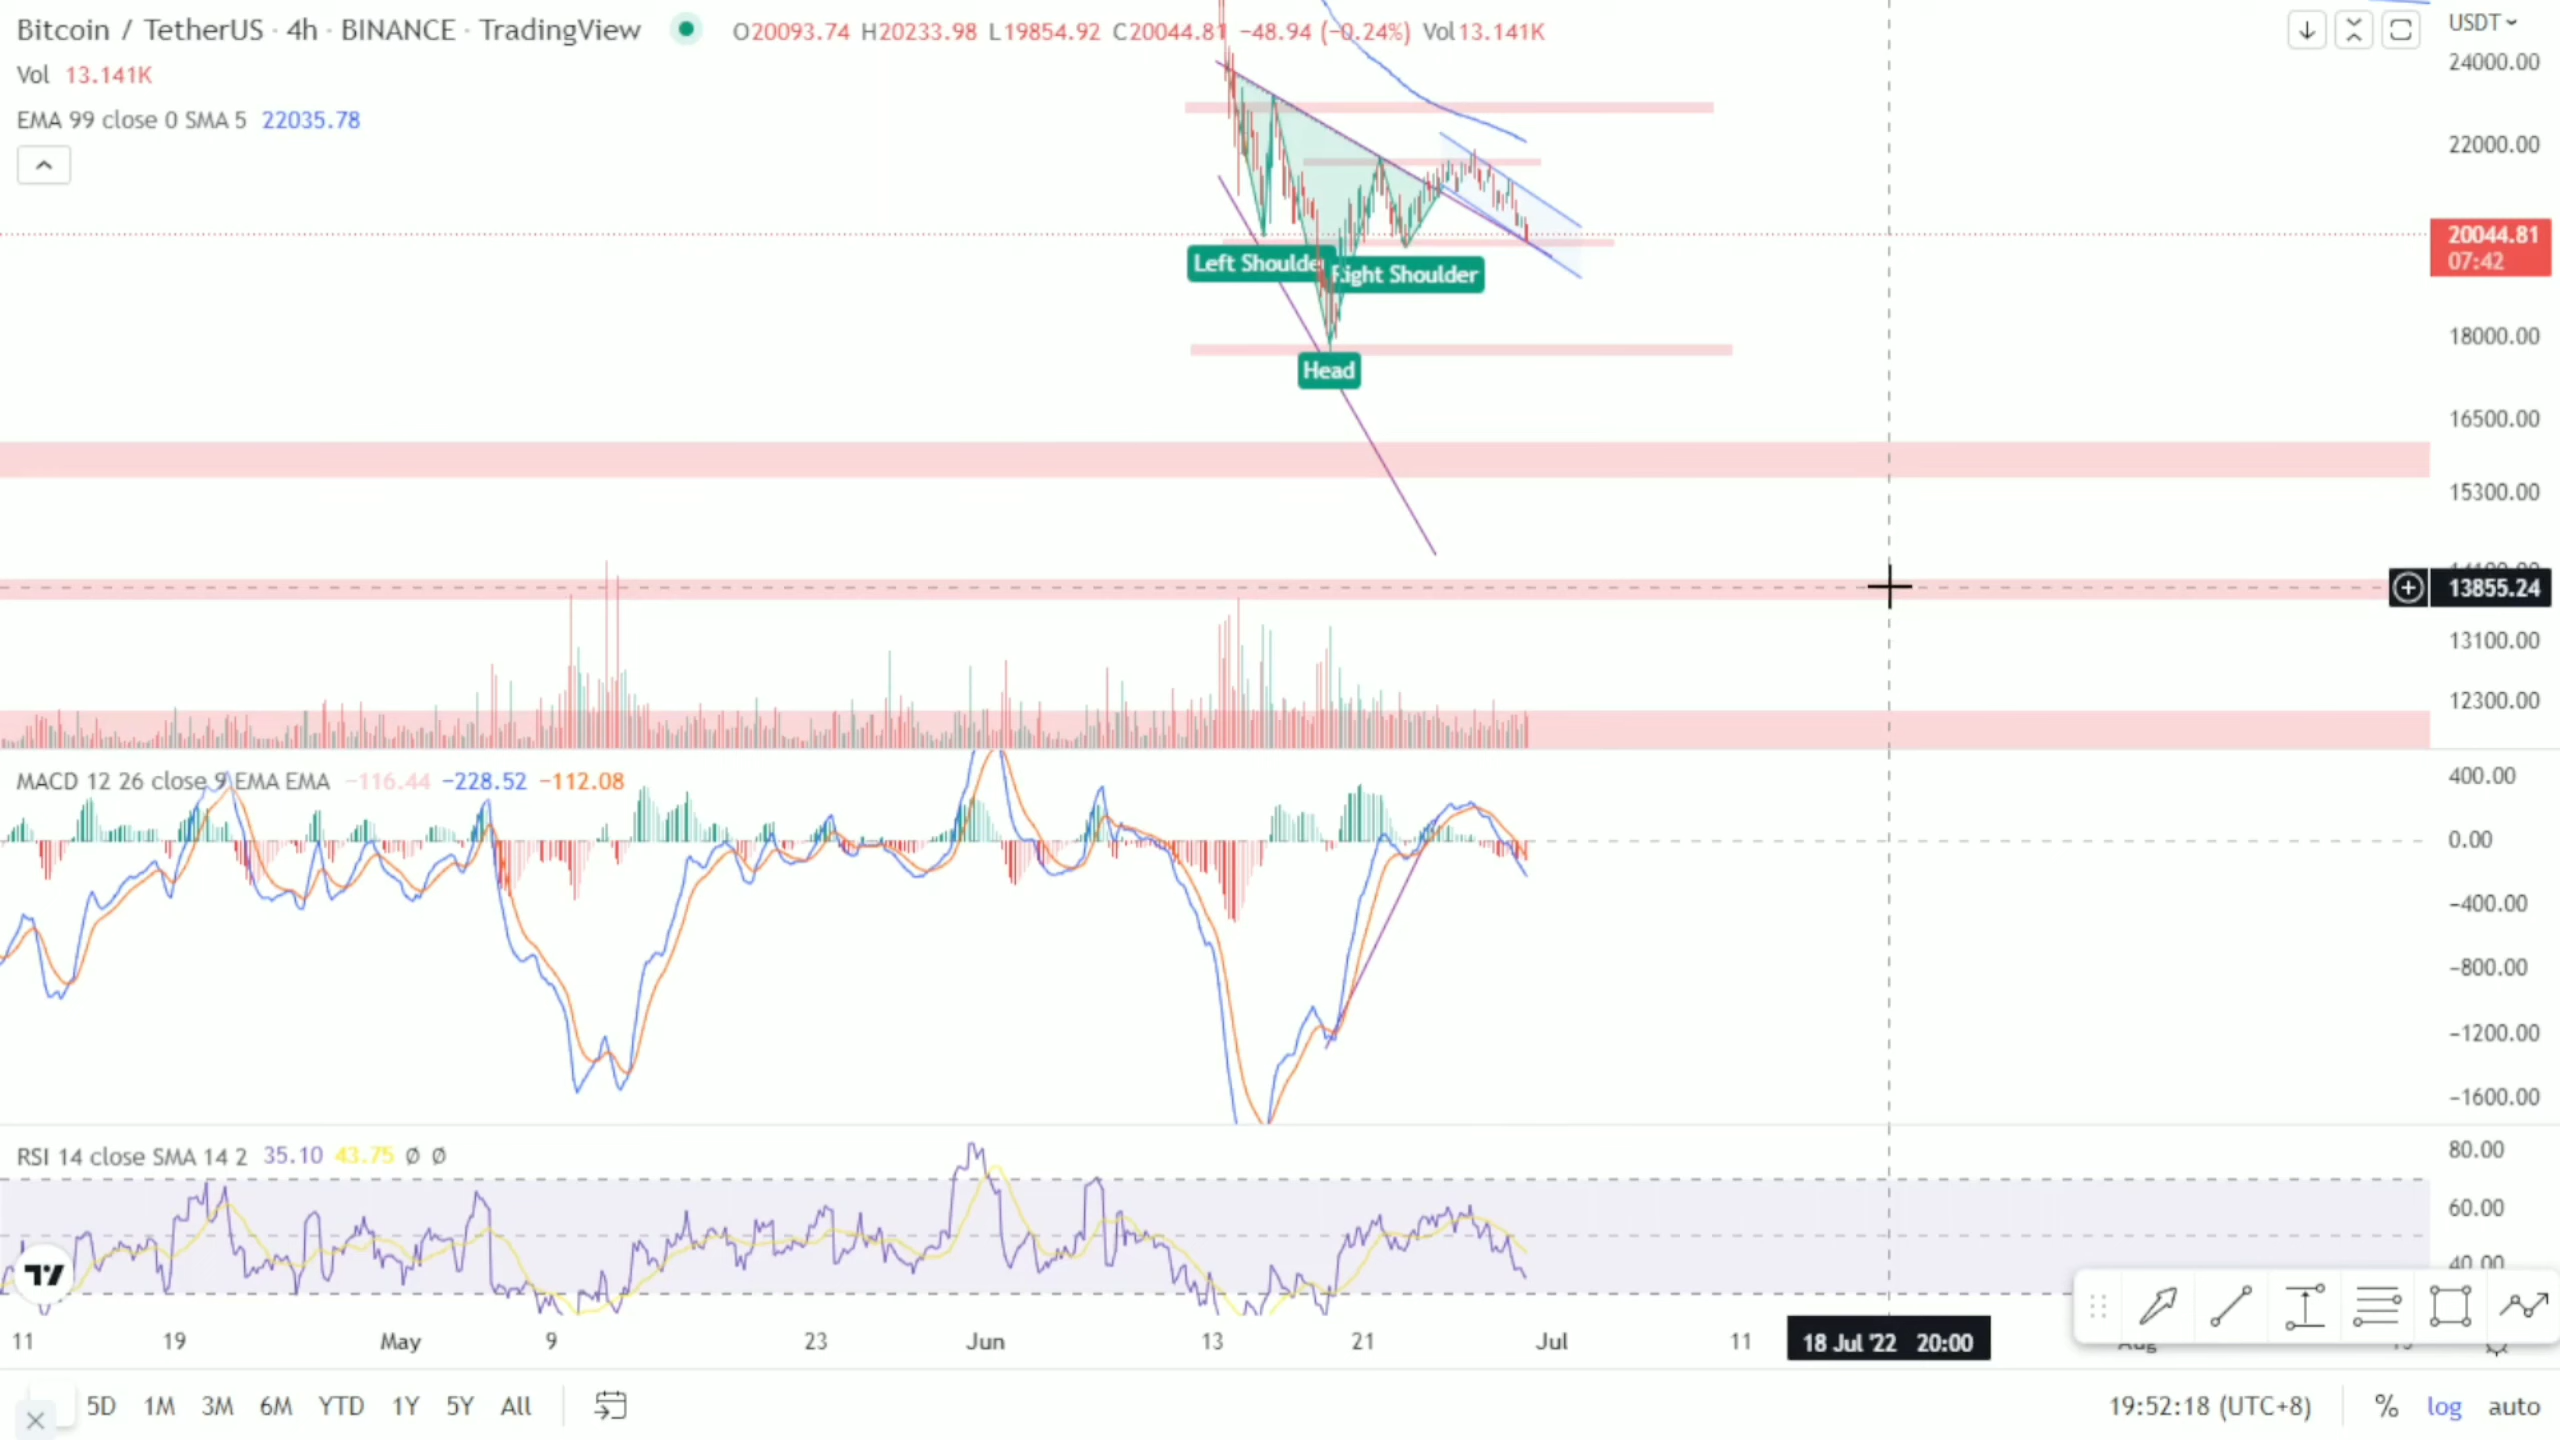 Bitcoin / TetherUS · 4h · BINANCE · TradingView O20093.74 H20233.98 L19854.92 C20044.81 −48.94 (−0.24%) Vol13.141K
USDT
Vol 13.141K
EMA 99 close 0 SMA 5 22035.78
24000.00
22000.00
20044.81
07:42
18000.00
16500.00
15300.00
13855.24
13100.00
12300.00
Left Shoulde
Right Shoulder
Head
MACD 12 26 close 9 EMA EMA −116.44 −228.52 −112.08
400.00
0.00
−400.00
−800.00
−1200.00
−1600.00
RSI 14 close SMA 14 2 35.10 43.75 Ø Ø
80.00
60.00
40.00
11 19 May 9 23 Jun 13 21 Jul 11 18 Jul '22 20:00 Aug
5D 1M 3M 6M YTD 1Y 5Y All
19:52:18 (UTC+8) % log auto